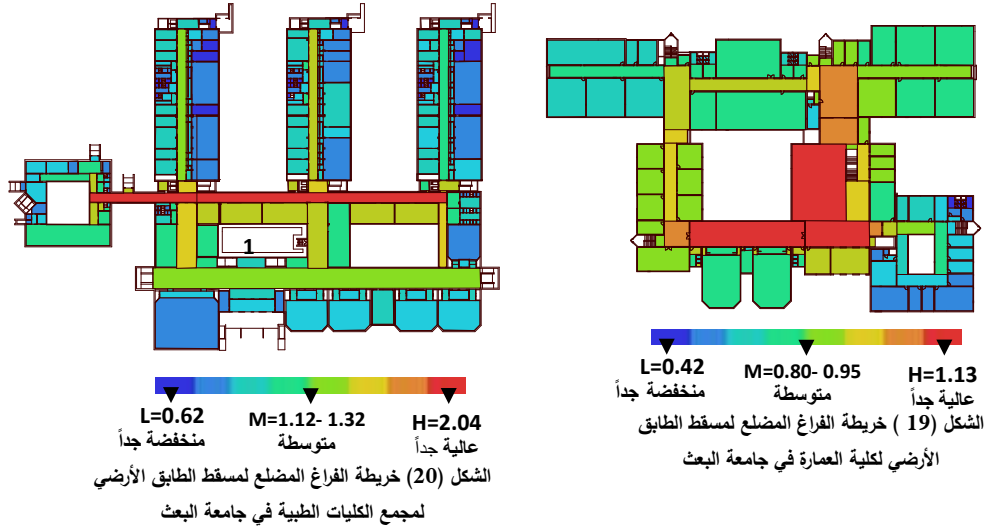 1
L=0.62
منخفضة جداً
M=1.12- 1.32
متوسطة
H=2.04
عالية جداً
الشكل (20) خريطة الفراغ المضلع لمسقط الطابق الأرضي
لمجمع الكليات الطبية في جامعة البعث
L=0.42
منخفضة جداً
M=0.80- 0.95
متوسطة
H=1.13
عالية جداً
الشكل (19 ) خريطة الفراغ المضلع لمسقط الطابق
الأرضي لكلية العمارة في جامعة البعث